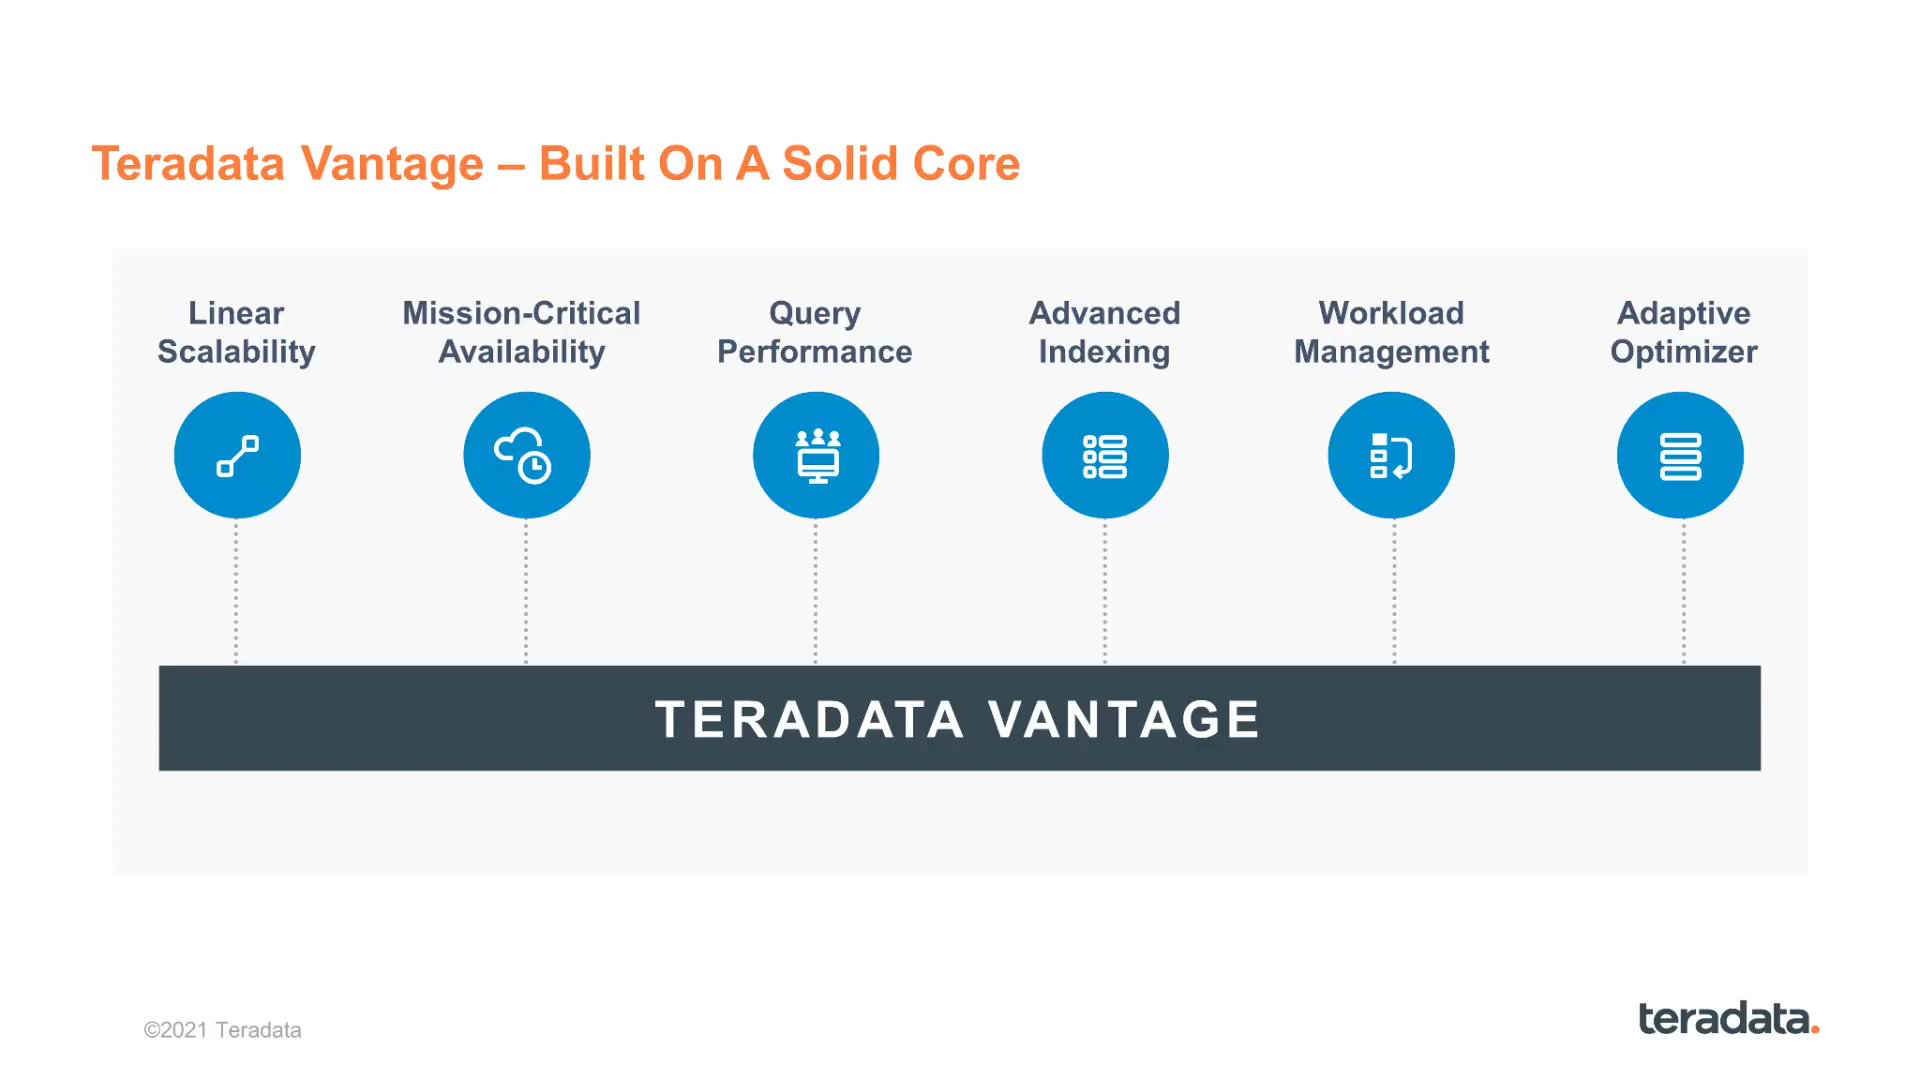 Teradata Vantage – Built On A Solid Core
Linear
Scalability
Mission-Critical
Availability
Query
Performance
Advanced
Indexing
Workload
Management
Adaptive
Optimizer
TERADATA VANTAGE
©2021 Teradata
teradata.